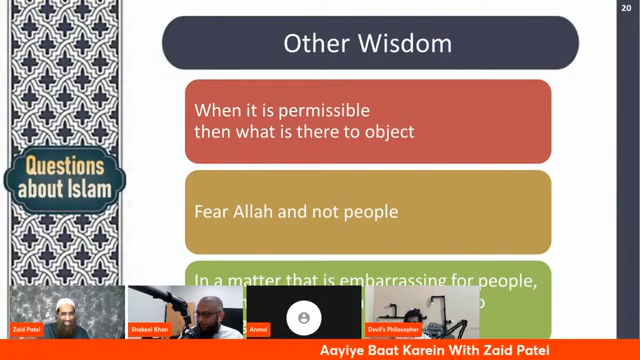 20
Other Wisdom
When it is permissible
then what is there to object
Questions
about Islam
Fear Allah and not people
In a matter that is embarrassing for people,
Zaid Patel
Shakeel Khan
Anmol
Devil's Philosopher
Aayiye Baat Karein With Zaid Patel